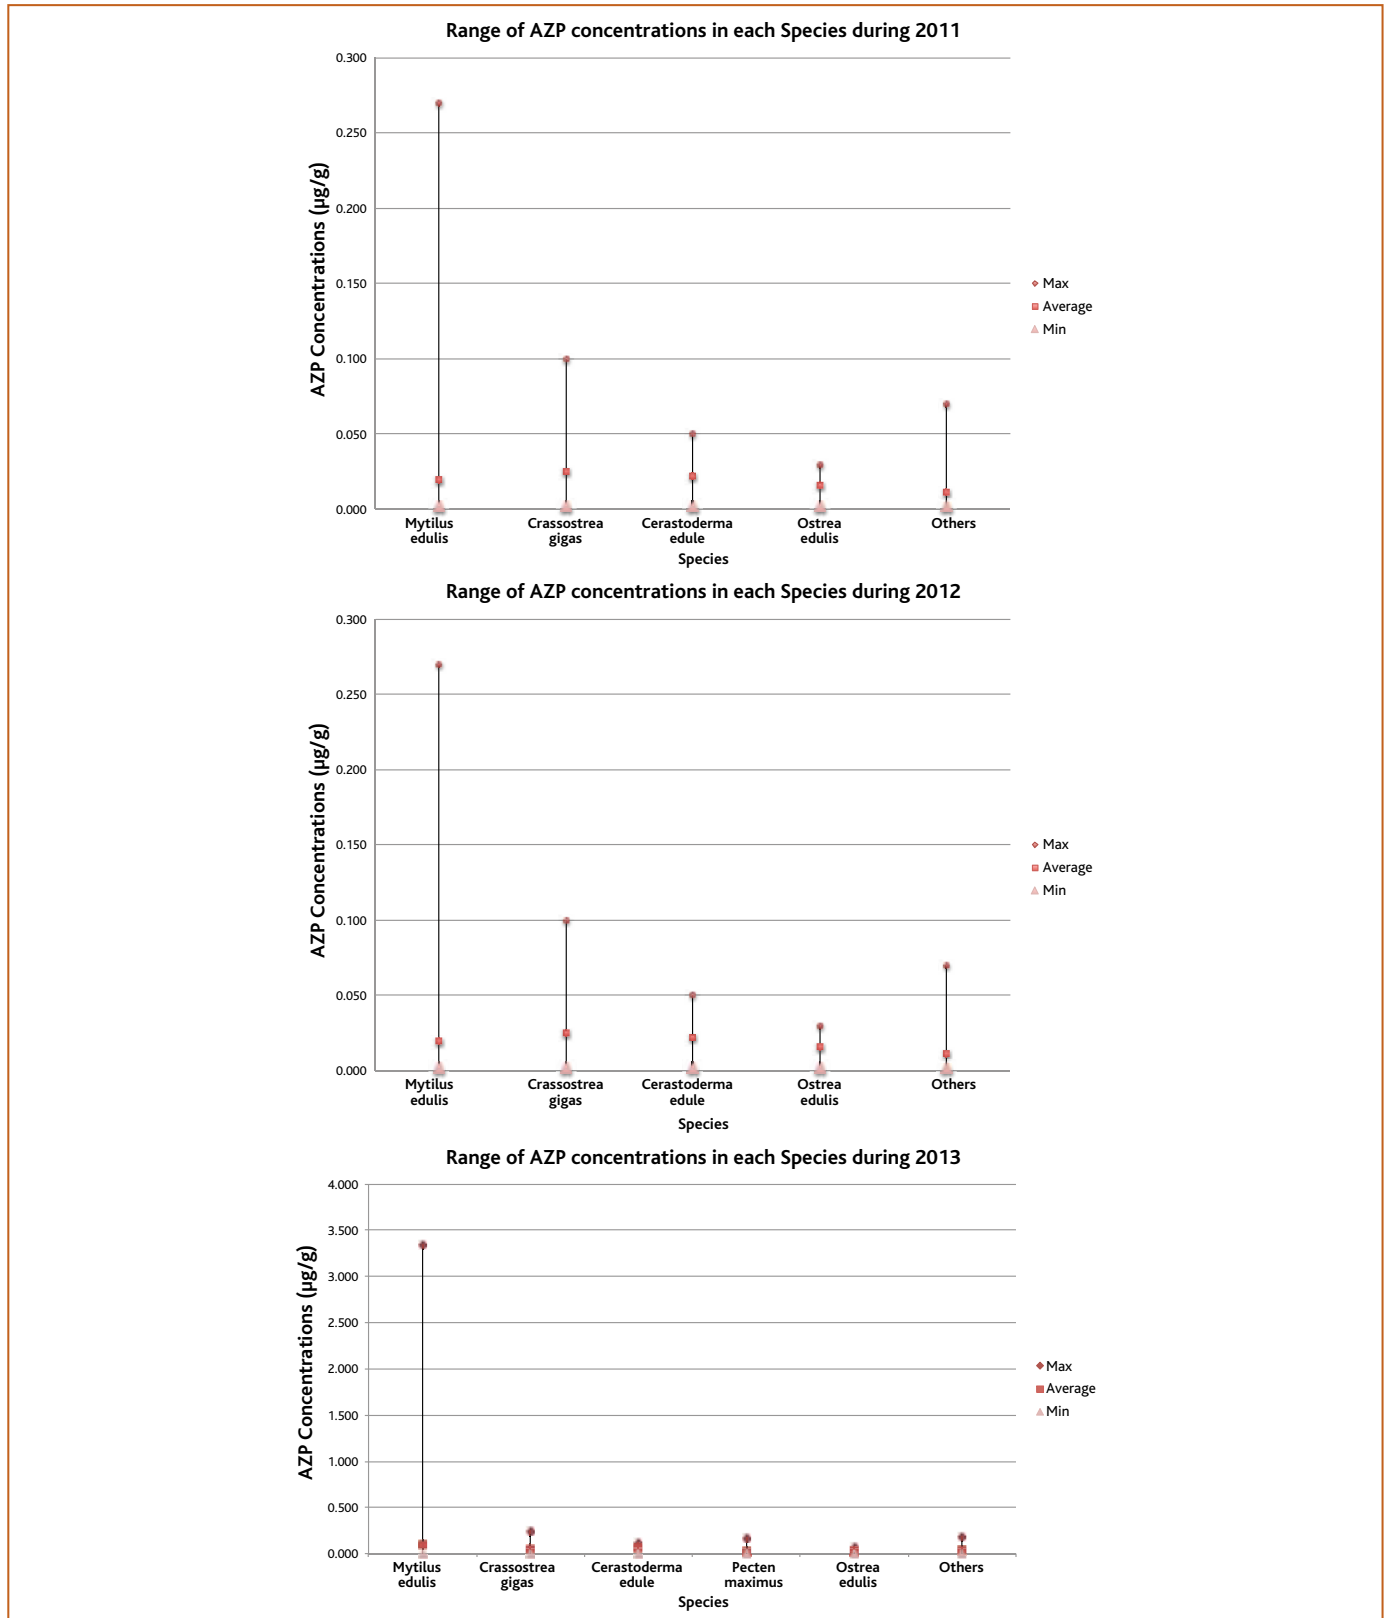 Range of AZP concentrations in each Species during 2011
AZP Concentrations (µg/g)
0.300
0.250
0.200
0.150
0.100
0.050
0.000
Mytilus
edulis
Crassostrea
gigas
Cerastoderma
edule
Ostrea
edulis
Others
Species
Max
Average
Min
Range of AZP concentrations in each Species during 2012
AZP Concentrations (µg/g)
0.300
0.250
0.200
0.150
0.100
0.050
0.000
Mytilus
edulis
Crassostrea
gigas
Cerastoderma
edule
Ostrea
edulis
Others
Species
Max
Average
Min
Range of AZP concentrations in each Species during 2013
AZP Concentrations (µg/g)
4.000
3.500
3.000
2.500
2.000
1.500
1.000
0.500
0.000
Mytilus
edulis
Crassostrea
gigas
Cerastoderma
edule
Pecten
maximus
Ostrea
edulis
Others
Species
Max
Average
Min